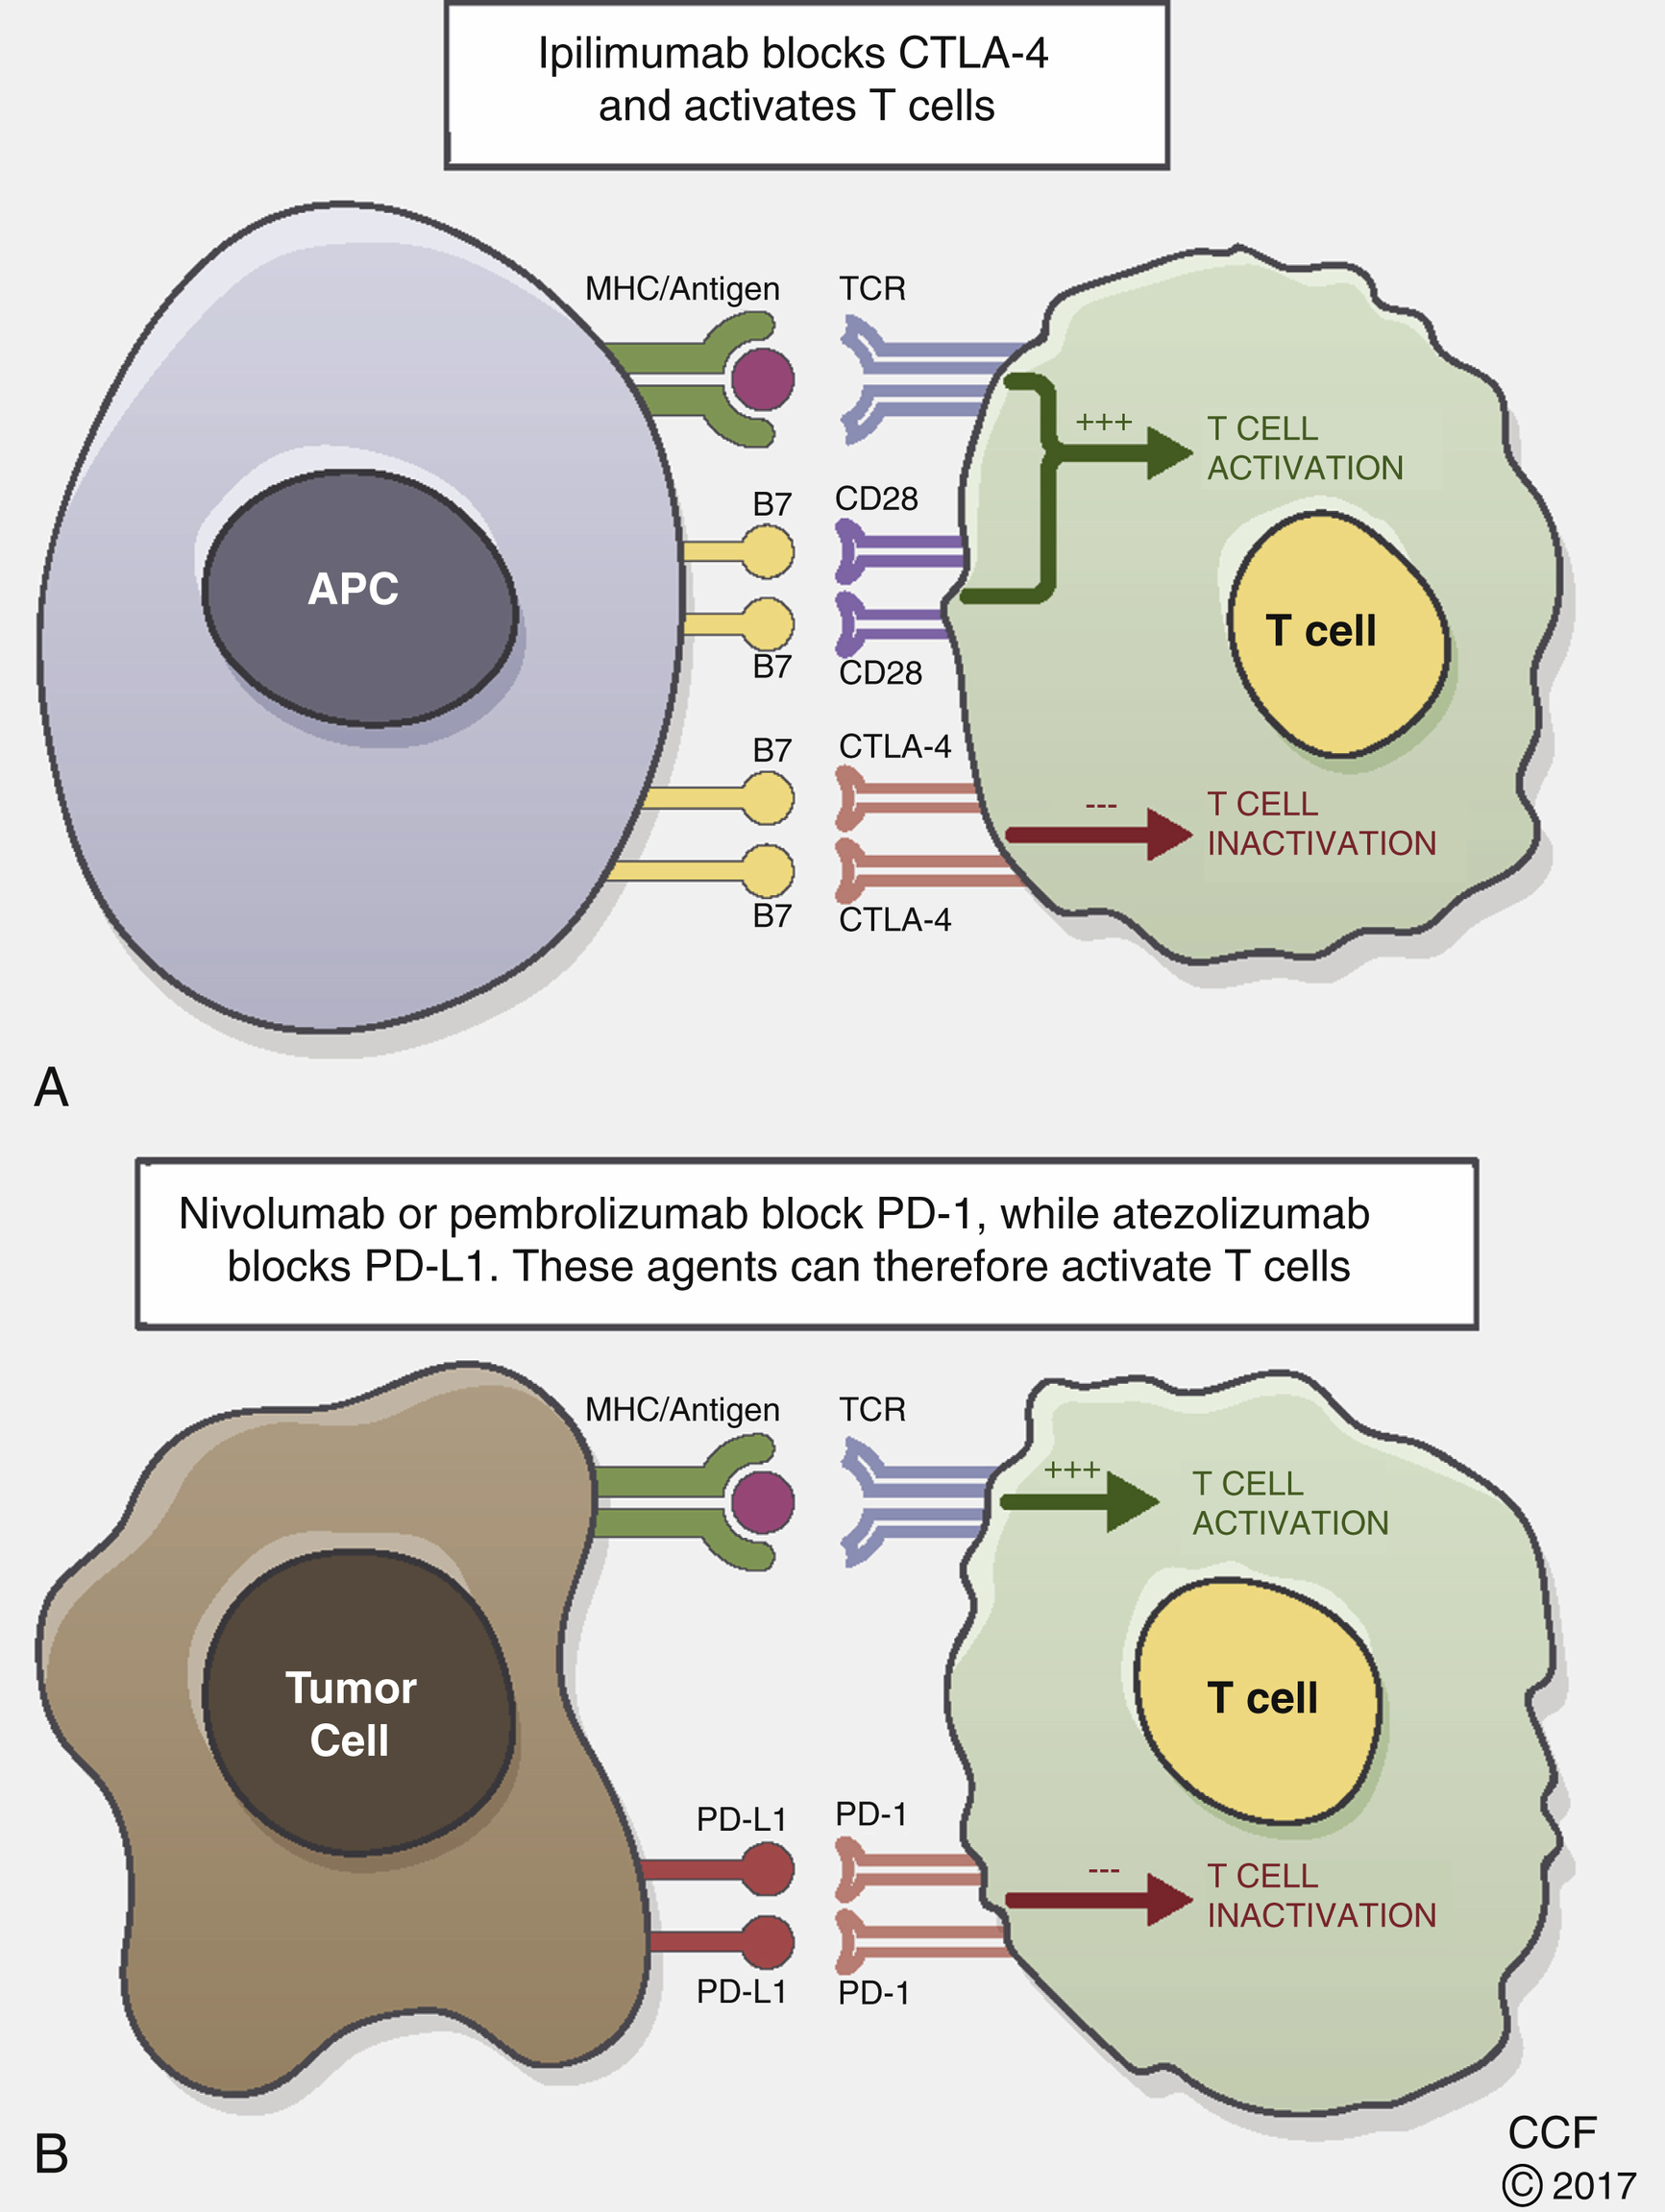 Ipilimumab blocks CTLA-4
and activates T cells
MHC/Antigen
TCR
+++
T CELL
ACTIVATION
B7
CD28
APC
T cell
B7
CD28
B7
CTLA-4
---
T CELL
INACTIVATION
B7
CTLA-4
A
Nivolumab or pembrolizumab block PD-1, while atezolizumab
blocks PD-L1. These agents can therefore activate T cells
MHC/Antigen
TCR
+++
T CELL
ACTIVATION
Tumor
Cell
T cell
PD-L1
PD-1
---
T CELL
INACTIVATION
PD-L1
PD-1
B
CCF
© 2017